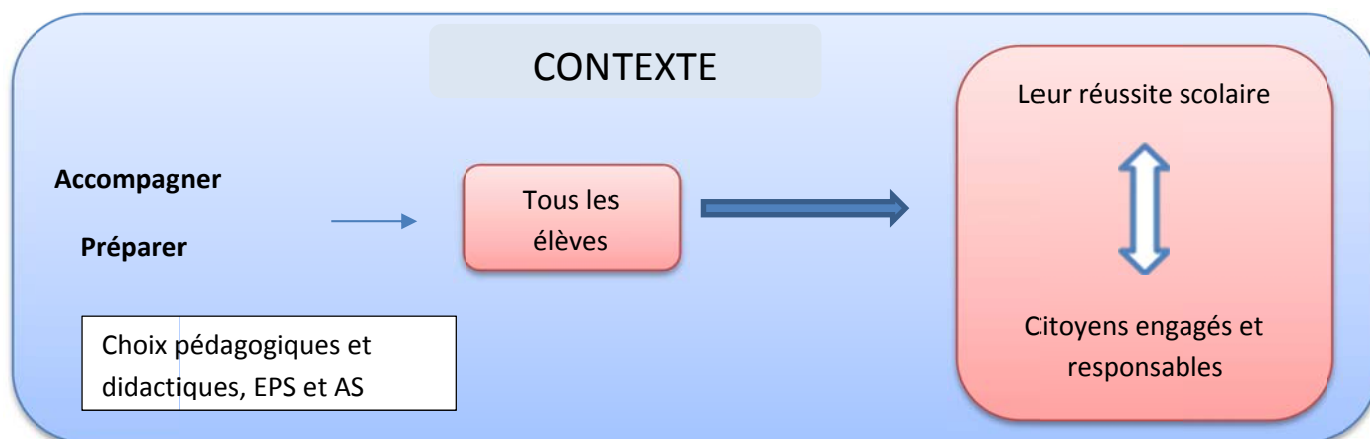 CONTEXTE
Accompagner
Préparer
Choix pédagogiques et
didactiques, EPS et AS
Tous les
élèves
Leur réussite scolaire
Citoyens engagés et
responsables